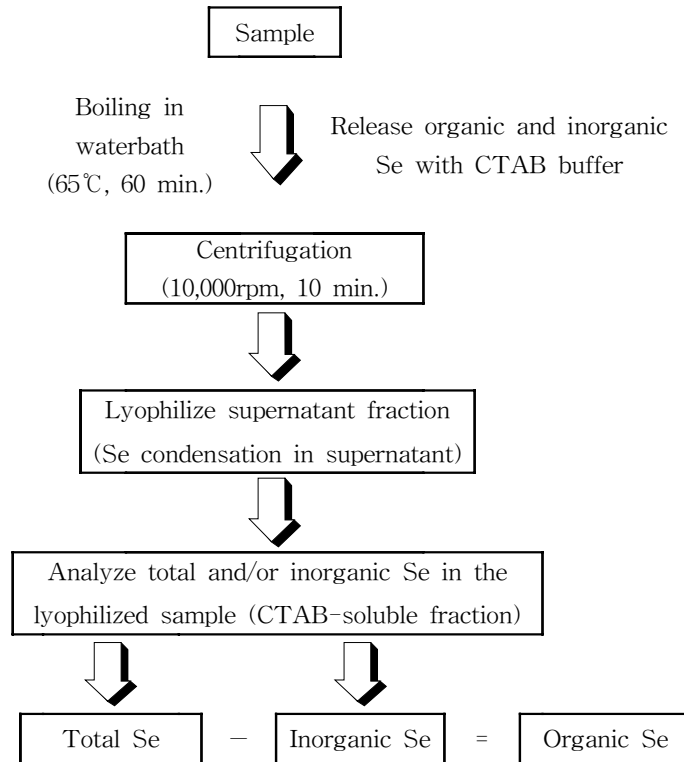 Sample
Boiling in
waterbath
(65℃, 60 min.)
Release organic and inorganic
Se with CTAB buffer
Centrifugation
(10,000rpm, 10 min.)
Lyophilize supernatant fraction
(Se condensation in supernatant)
Analyze total and/or inorganic Se in the
lyophilized sample (CTAB-soluble fraction)
Total Se － Inorganic Se = Organic Se